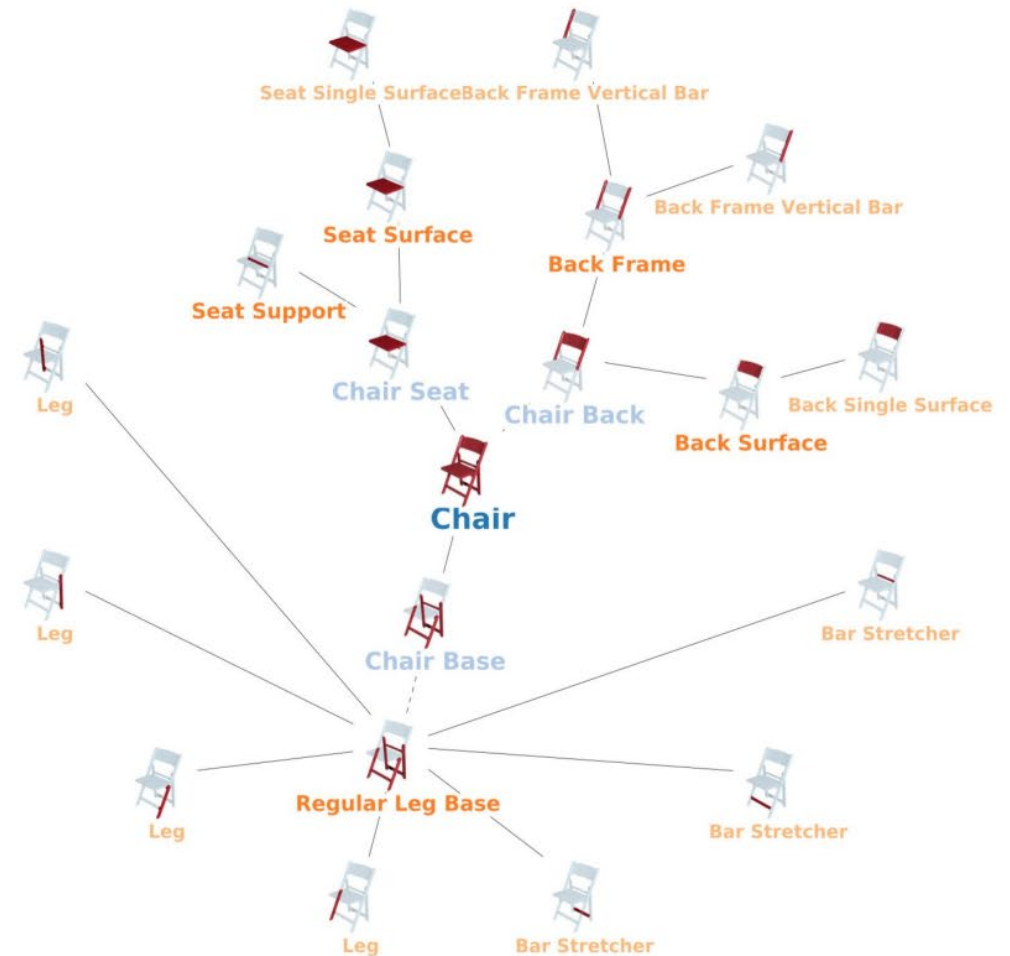 Seat Single Surface
Back Frame Vertical Bar
Back Frame Vertical Bar
Seat Surface
Back Frame
Seat Support
Chair Seat
Leg
Chair Back
Back Single Surface
Back Surface
Chair
Leg
Bar Stretcher
Chair Base
Regular Leg Base
Leg
Bar Stretcher
Leg
Bar Stretcher